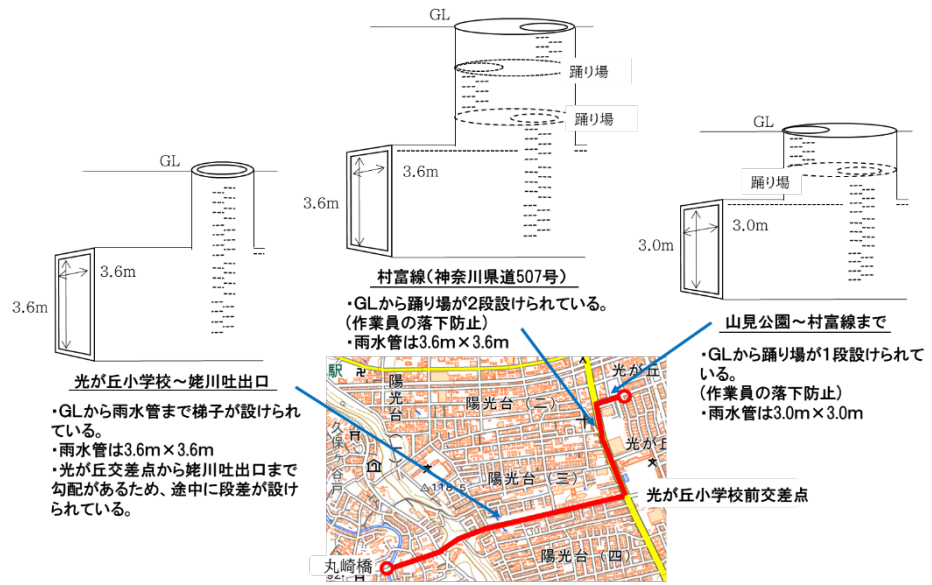 GL
3.6m
3.6m
光が丘小学校～姥川吐出口
・GLから雨水管まで梯子が設けられ
ている。
・雨水管は3.6m×3.6m
・光が丘交差点から姥川吐出口まで
勾配があるため、途中に段差が設け
られている。
GL
踊り場
踊り場
3.6m
3.6m
村富線(神奈川県道507号)
・GLから踊り場が2段設けられている。
(作業員の落下防止)
・雨水管は3.6m×3.6m
GL
踊り場
3.0m
3.0m
山見公園～村富線まで
・GLから踊り場が1段設けられて
いる。
(作業員の落下防止)
・雨水管は3.0m×3.0m
駅
陽光台
陽光台(二)
光が丘
光が丘
久保ケ谷戸
△118.5
陽光台(三)
光が丘小学校前交差点
陽光台(四)
丸崎橋